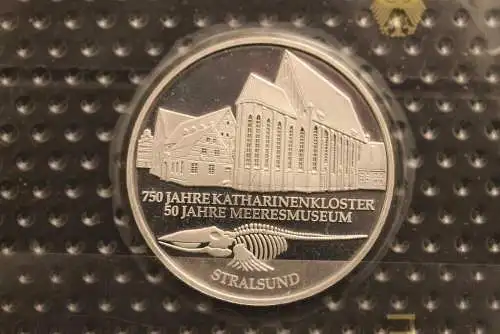 750 JAHRE KATHARINENKLOSTER
50 JAHRE MEERESMUSEUM
STRALSUND